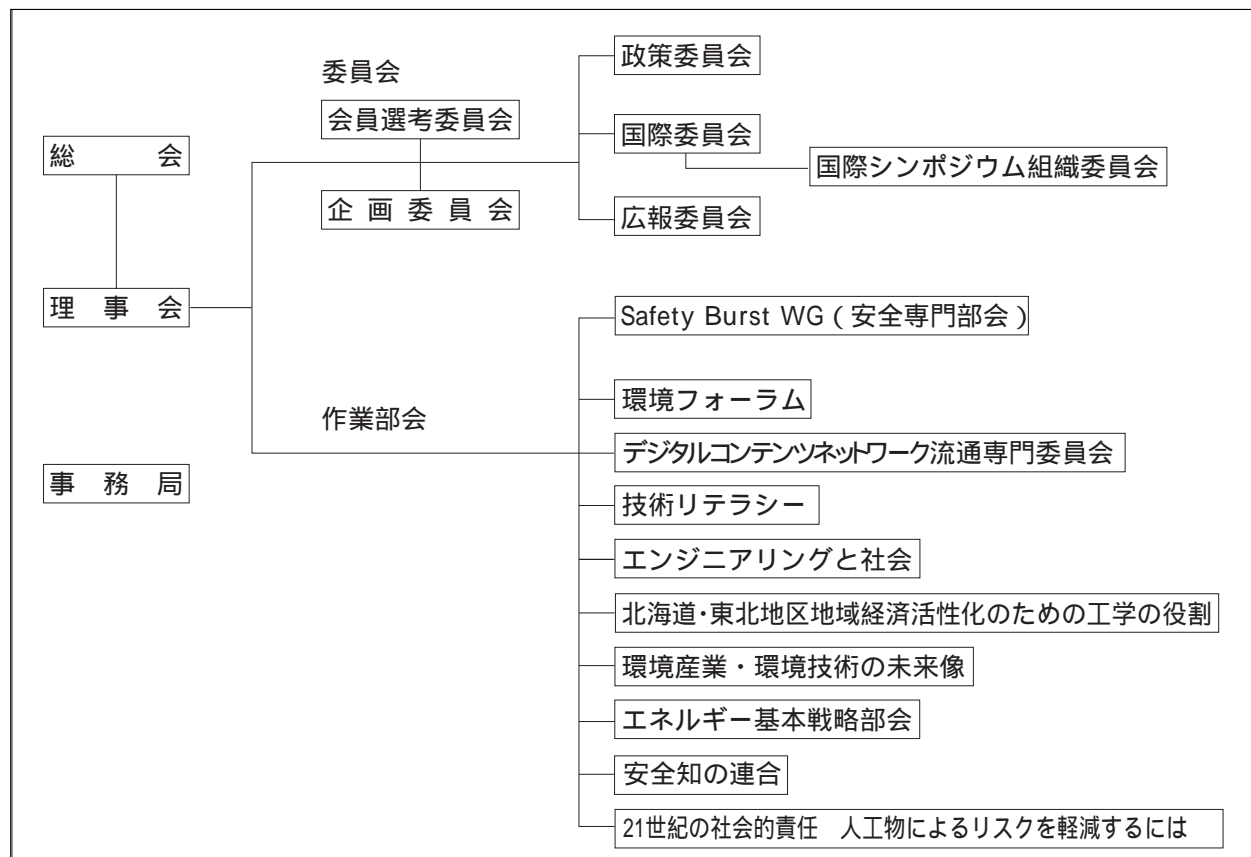 総　　会
理　事　会
事　務　局
委員会
会員選考委員会
企 画 委 員 会
政策委員会
国際委員会
国際シンポジウム組織委員会
広報委員会
作業部会
Safety Burst WG（安全専門部会）
環境フォーラム
デジタルコンテンツネットワーク流通専門委員会
技術リテラシー
エンジニアリングと社会
北海道・東北地区地域経済活性化のための工学の役割
環境産業・環境技術の未来像
エネルギー基本戦略部会
安全知の連合
21世紀の社会的責任　人工物によるリスクを軽減するには